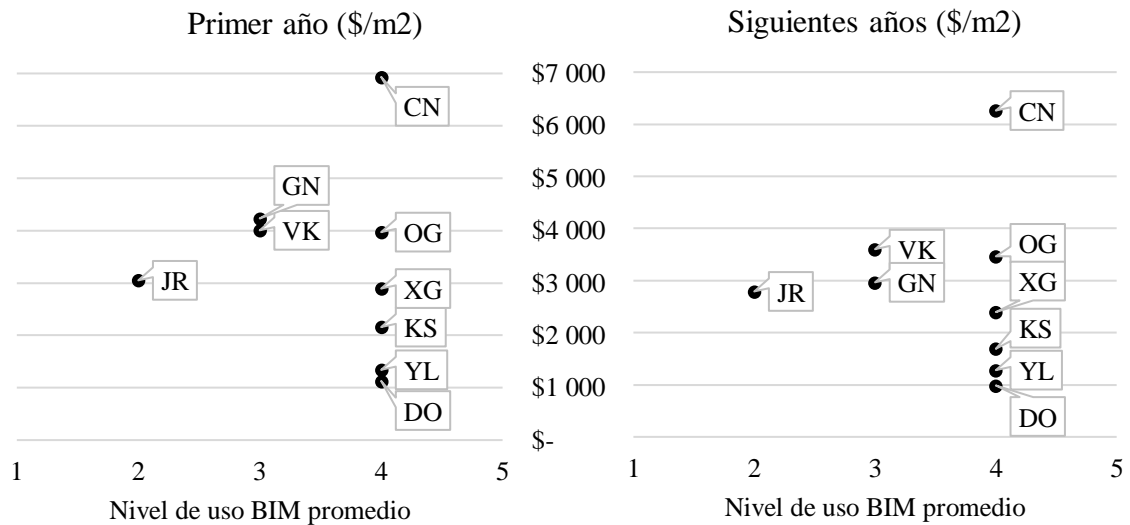 Primer año ($/m2)
CN
GN
VK
OG
JR
XG
KS
YL
DO
1 2 3 4 5
Nivel de uso BIM promedio
$7 000
$6 000
$5 000
$4 000
$3 000
$2 000
$1 000
$-
Siguientes años ($/m2)
CN
VK
OG
GN
XG
JR
KS
YL
DO
1 2 3 4 5
Nivel de uso BIM promedio